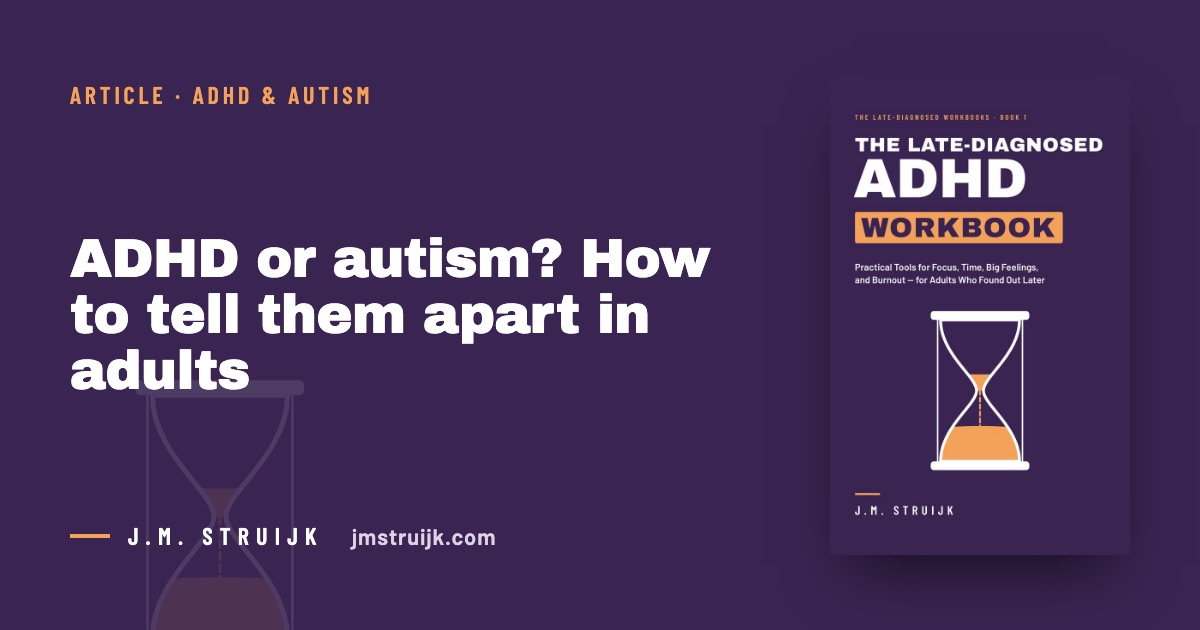 ARTICLE · ADHD & AUTISM
ADHD or autism? How
to tell them apart in
adults
J.M. STRUIJK jmstruijk.com
THE LATE-DIAGNOSED WORKBOOKS · BOOK 1
THE LATE-DIAGNOSED
ADHD
WORKBOOK
Practical Tools for Focus, Time, Big Feelings,
and Burnout — for Adults Who Found Out Later
J.M. STRUIJK